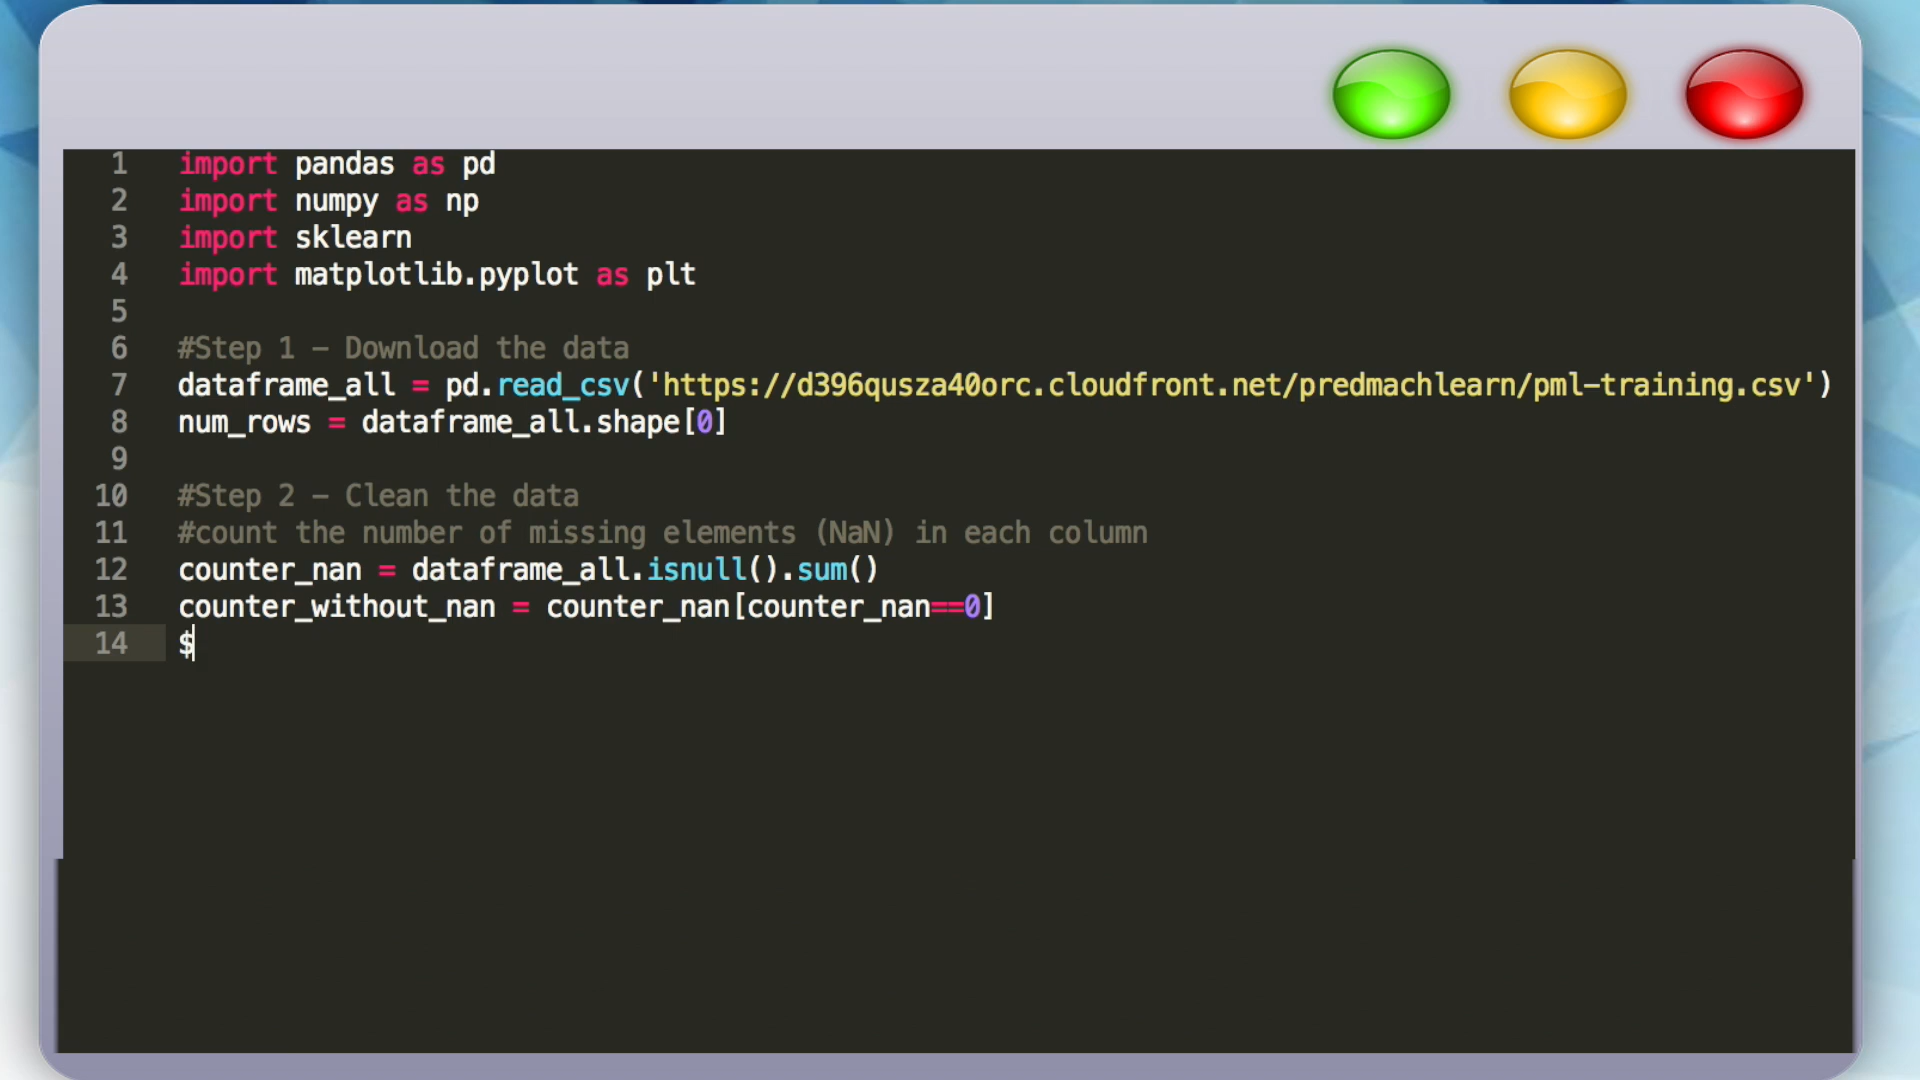 1 import pandas as pd
2 import numpy as np
3 import sklearn
4 import matplotlib.pyplot as plt
5
6 #Step 1 - Download the data
7 dataframe_all = pd.read_csv('https://d396qusza40orc.cloudfront.net/predmachlearn/pml-training.csv')
8 num_rows = dataframe_all.shape[0]
9
10 #Step 2 - Clean the data
11 #count the number of missing elements (NaN) in each column
12 counter_nan = dataframe_all.isnull().sum()
13 counter_without_nan = counter_nan[counter_nan==0]
14 $